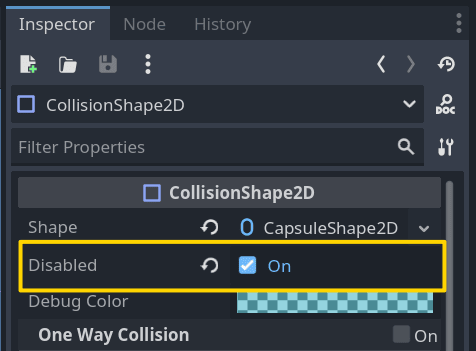 Inspector Node History
CollisionShape2D
DOC
Filter Properties
CollisionShape2D
Shape CapsuleShape2D
Disabled On
Debug Color
One Way Collision On